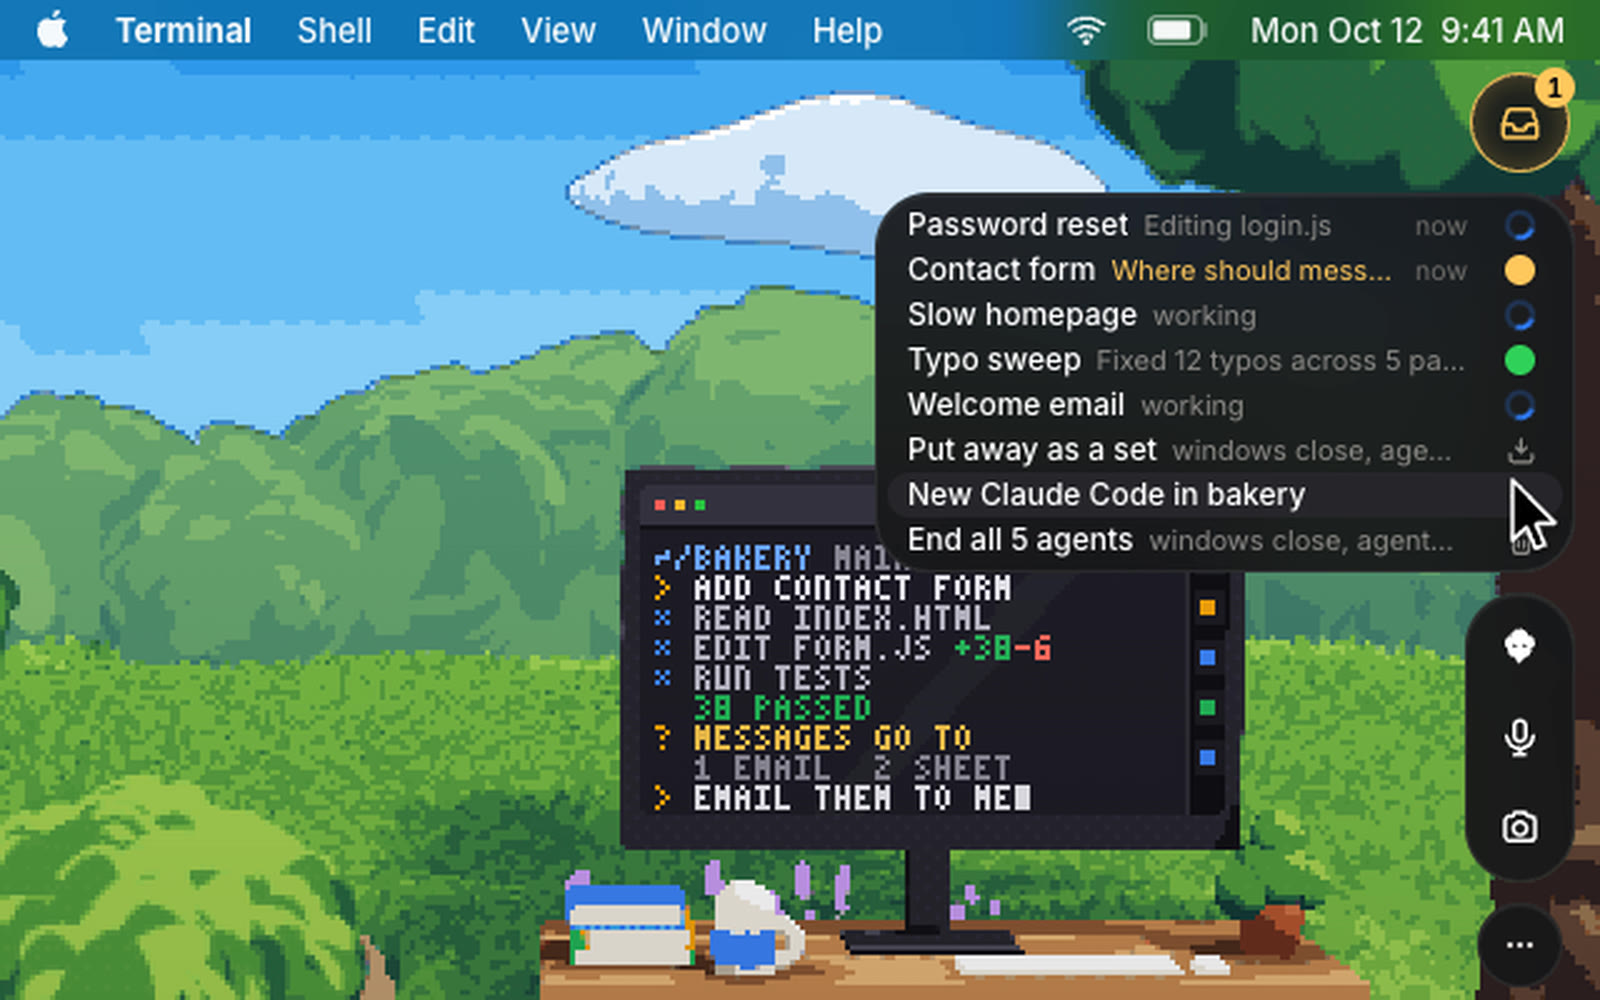 Terminal Shell Edit View Window Help Mon Oct 12 9:41 AM
1
Password reset Editing login.js now
Contact form Where should mess... now
Slow homepage working
Typo sweep Fixed 12 typos across 5 pa...
Welcome email working
Put away as a set windows close, age...
New Claude Code in bakery
End all 5 agents windows close, agent...
~/BAKERY MAI
> ADD CONTACT FORM
× READ INDEX.HTML
× EDIT FORM.JS +38-6
× RUN TESTS
38 PASSED
? MESSAGES GO TO
1 EMAIL 2 SHEET
> EMAIL THEM TO ME